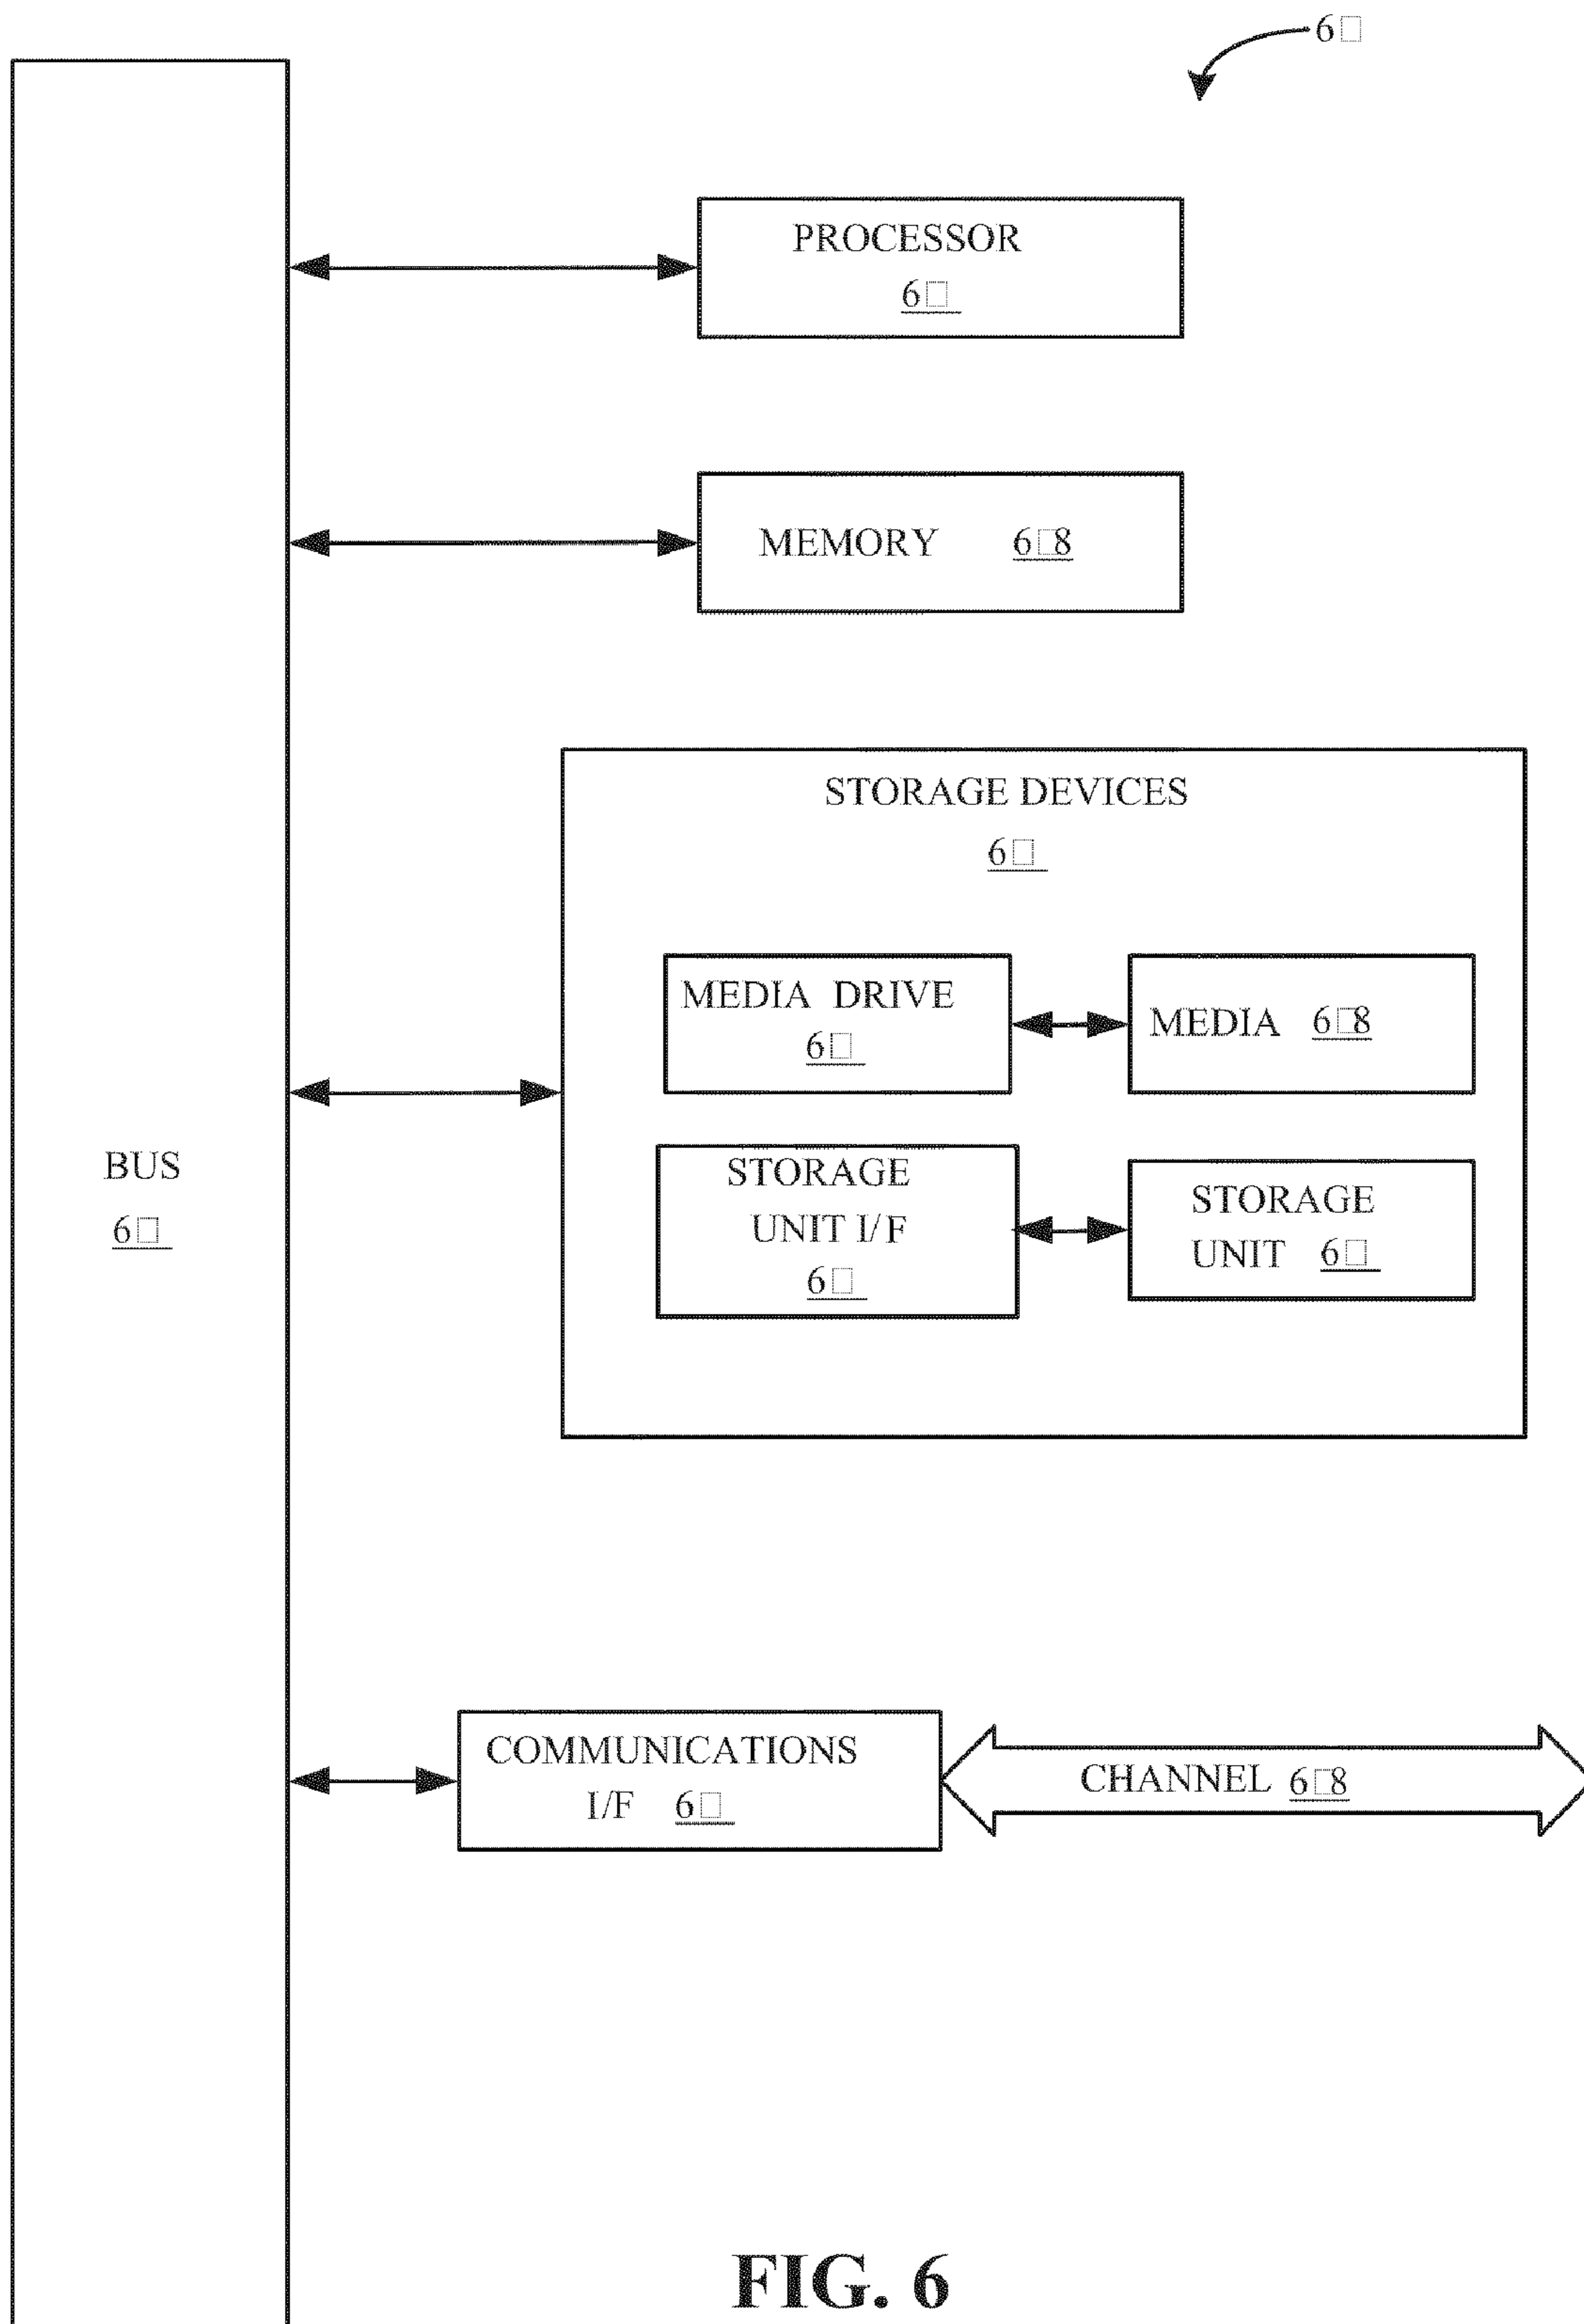 6□
PROCESSOR
6□
MEMORY 6□8
STORAGE DEVICES
6□
MEDIA DRIVE
6□
MEDIA 6□8
STORAGE
UNIT I/F
6□
STORAGE
UNIT 6□
BUS
6□
COMMUNICATIONS
I/F 6□
CHANNEL 6□8
FIG. 6